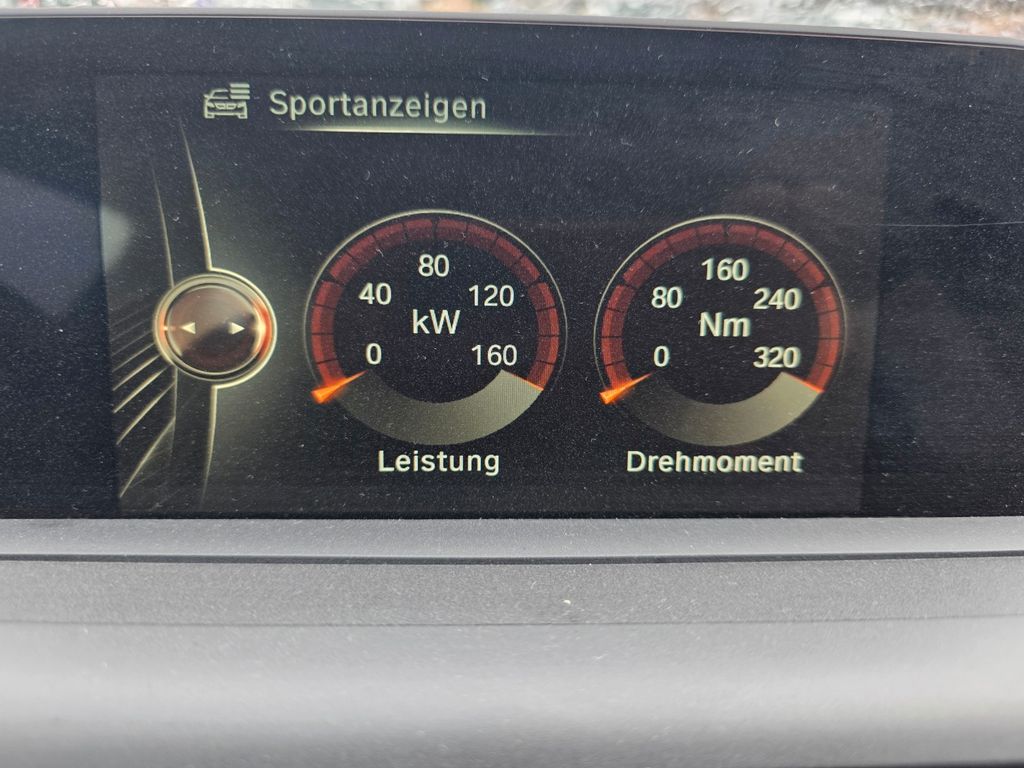 Sportanzeigen
80
40
120
kW
0
160
Leistung
160
80
240
Nm
0
320
Drehmoment